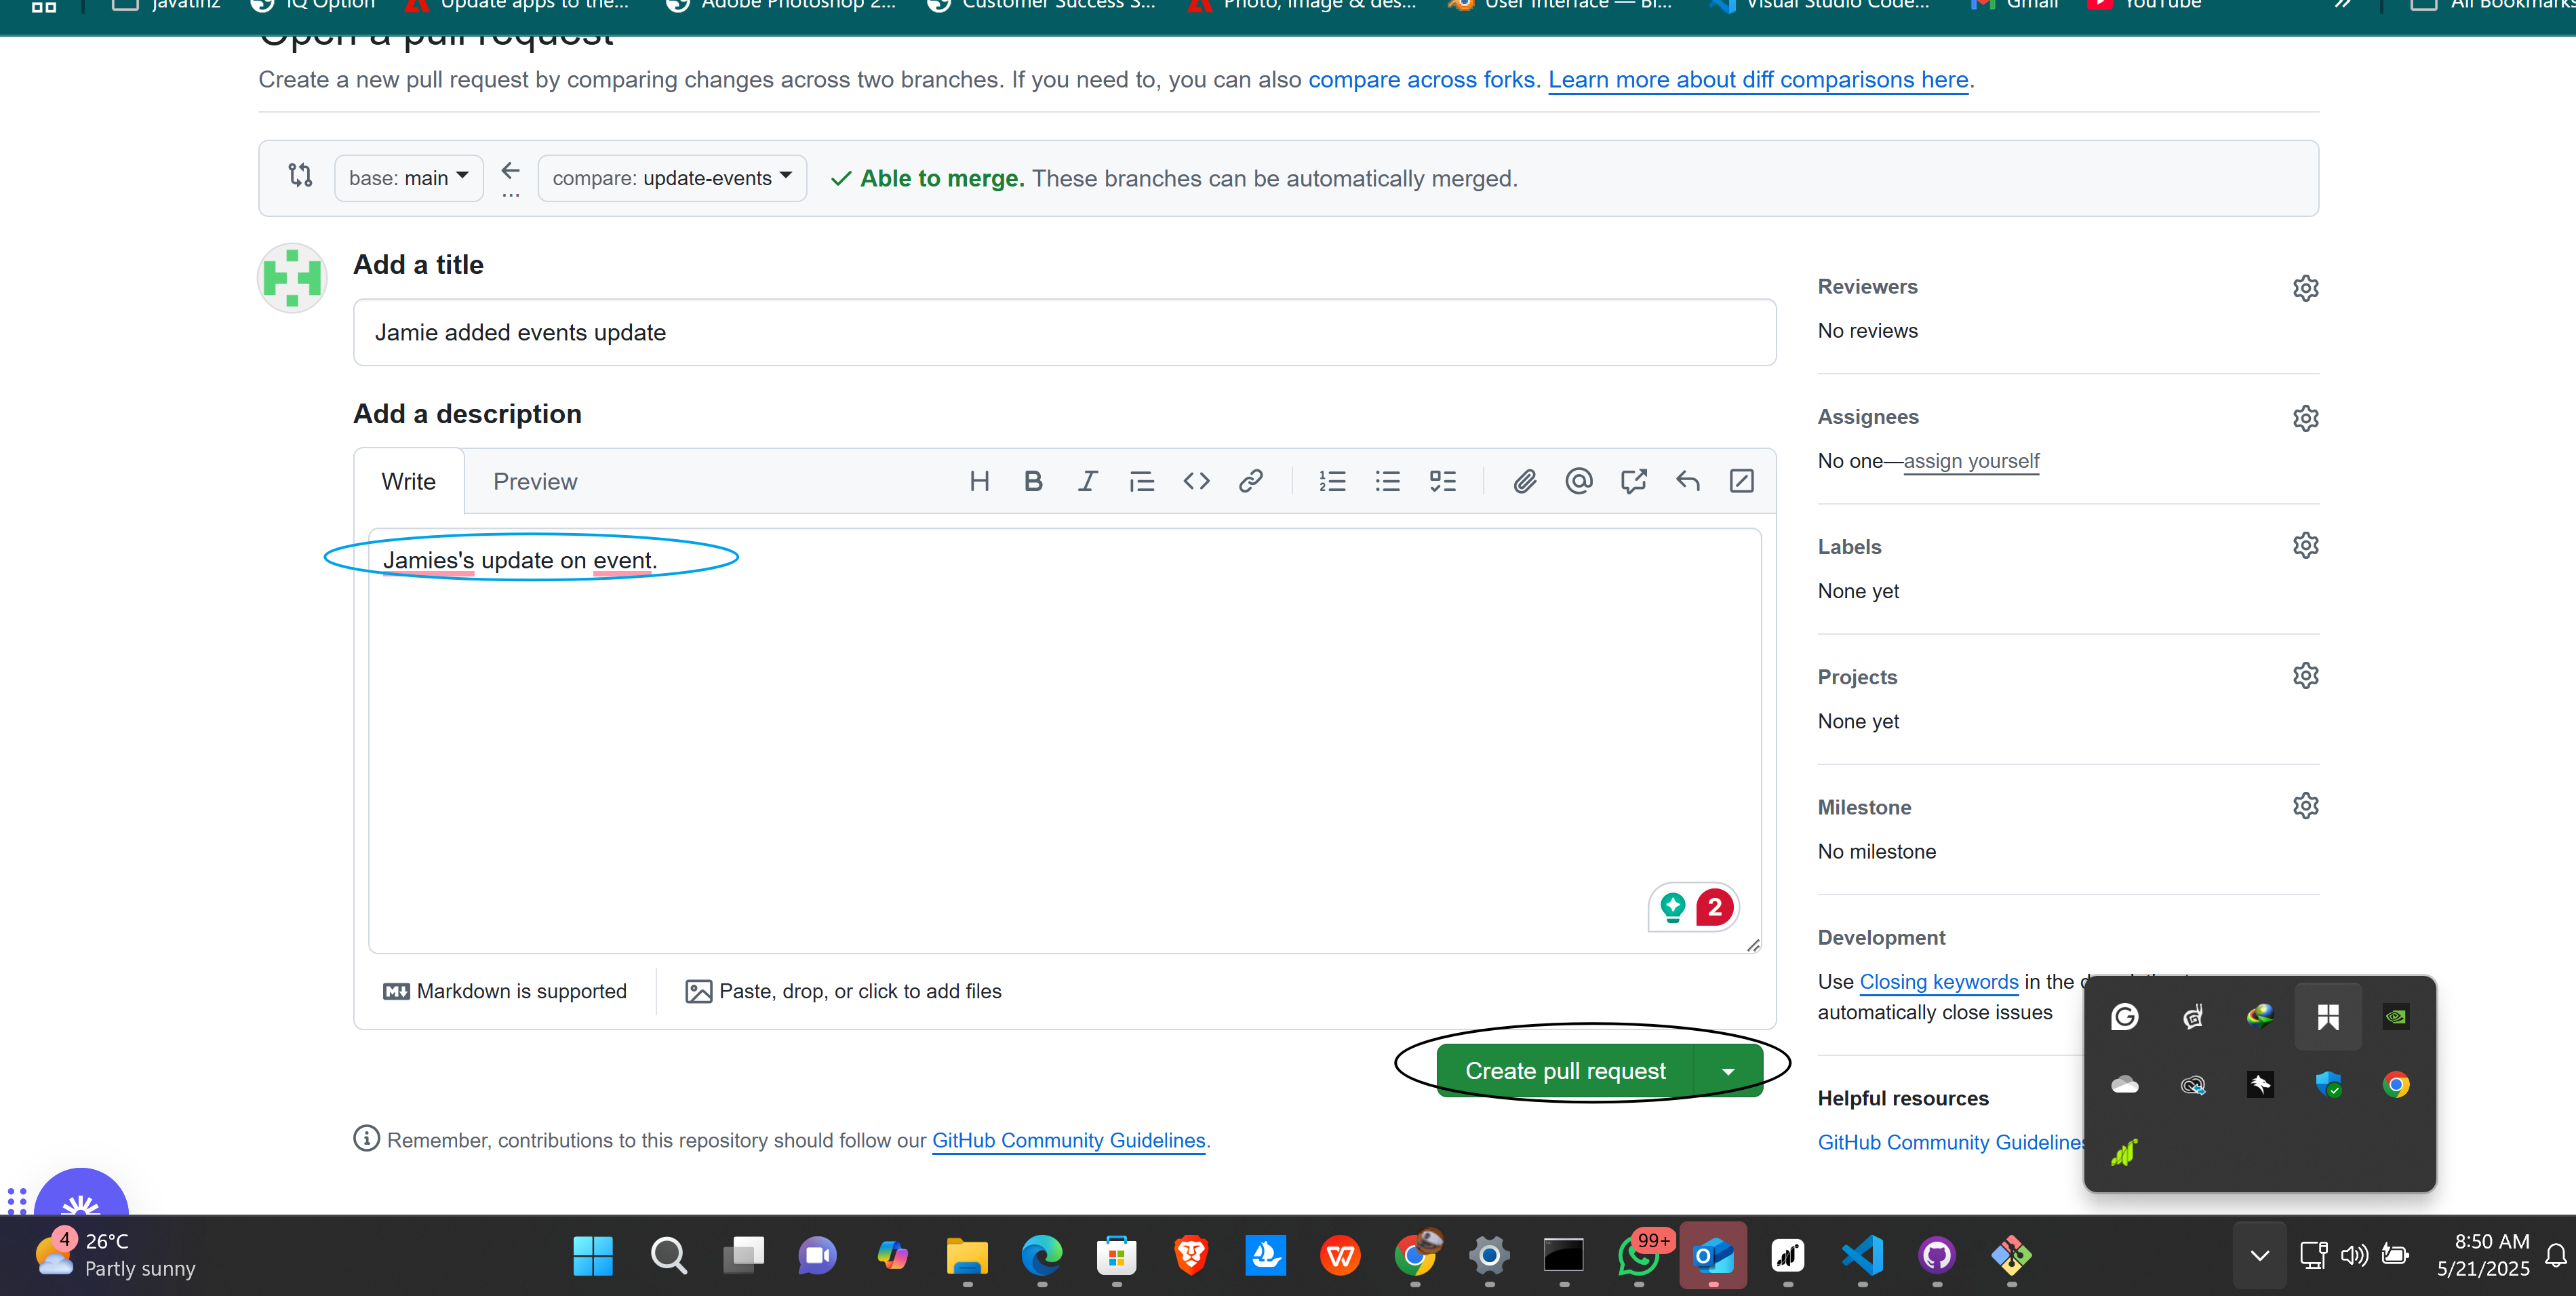 javatinz IQ Option Update apps to the... Adobe Photoshop 2... Customer Success S... Photo, image & des... User Interface — Bl... Visual Studio Code... Gmail YouTube All Bookmarks
Open a pull request
Create a new pull request by comparing changes across two branches. If you need to, you can also compare across forks. Learn more about diff comparisons here.
base: main ... compare: update-events Able to merge. These branches can be automatically merged.
Add a title
Jamie added events update
Add a description
Write Preview
Jamies's update on event.
2
Markdown is supported Paste, drop, or click to add files
Create pull request
Remember, contributions to this repository should follow our GitHub Community Guidelines.
Reviewers
No reviews
Assignees
No one—assign yourself
Labels
None yet
Projects
None yet
Milestone
No milestone
Development
Use Closing keywords in the
automatically close issues
Helpful resources
GitHub Community Guidelines
4 26°C
Partly sunny
99+
8:50 AM
5/21/2025